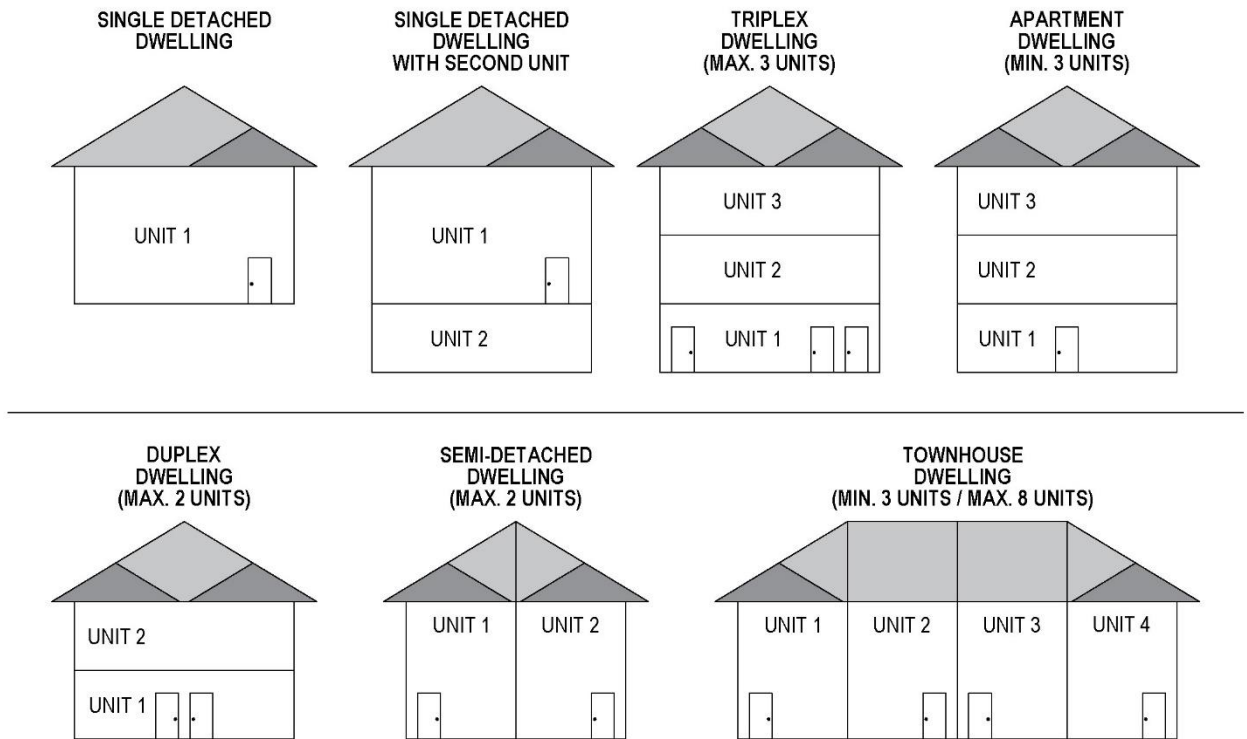 SINGLE DETACHED
DWELLING
SINGLE DETACHED
DWELLING
WITH SECOND UNIT
TRIPLEX
DWELLING
(MAX. 3 UNITS)
APARTMENT
DWELLING
(MIN. 3 UNITS)
UNIT 1
UNIT 1
UNIT 2
UNIT 3
UNIT 2
UNIT 1
UNIT 3
UNIT 2
UNIT 1
DUPLEX
DWELLING
(MAX. 2 UNITS)
SEMI-DETACHED
DWELLING
(MAX. 2 UNITS)
TOWNHOUSE
DWELLING
(MIN. 3 UNITS / MAX. 8 UNITS)
UNIT 2
UNIT 1
UNIT 1
UNIT 2
UNIT 1
UNIT 2
UNIT 3
UNIT 4